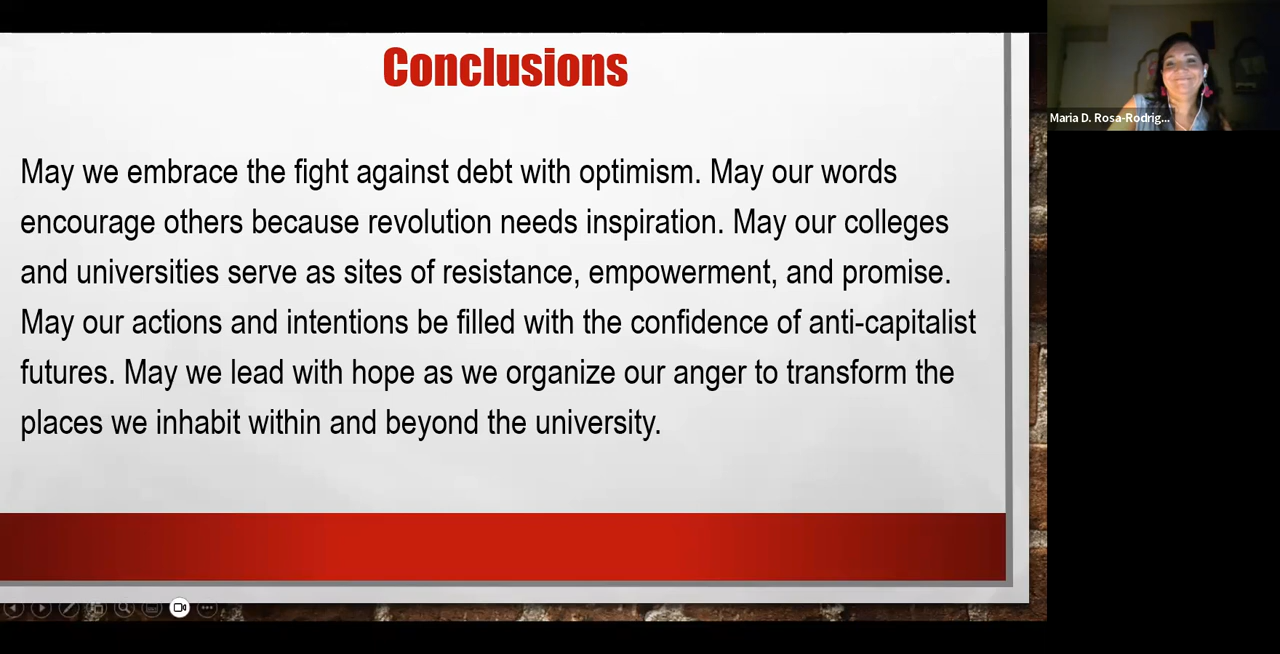 Conclusions
May we embrace the fight against debt with optimism. May our words
encourage others because revolution needs inspiration. May our colleges
and universities serve as sites of resistance, empowerment, and promise.
May our actions and intentions be filled with the confidence of anti-capitalist
futures. May we lead with hope as we organize our anger to transform the
places we inhabit within and beyond the university.
Maria D. Rosa-Rodrig...